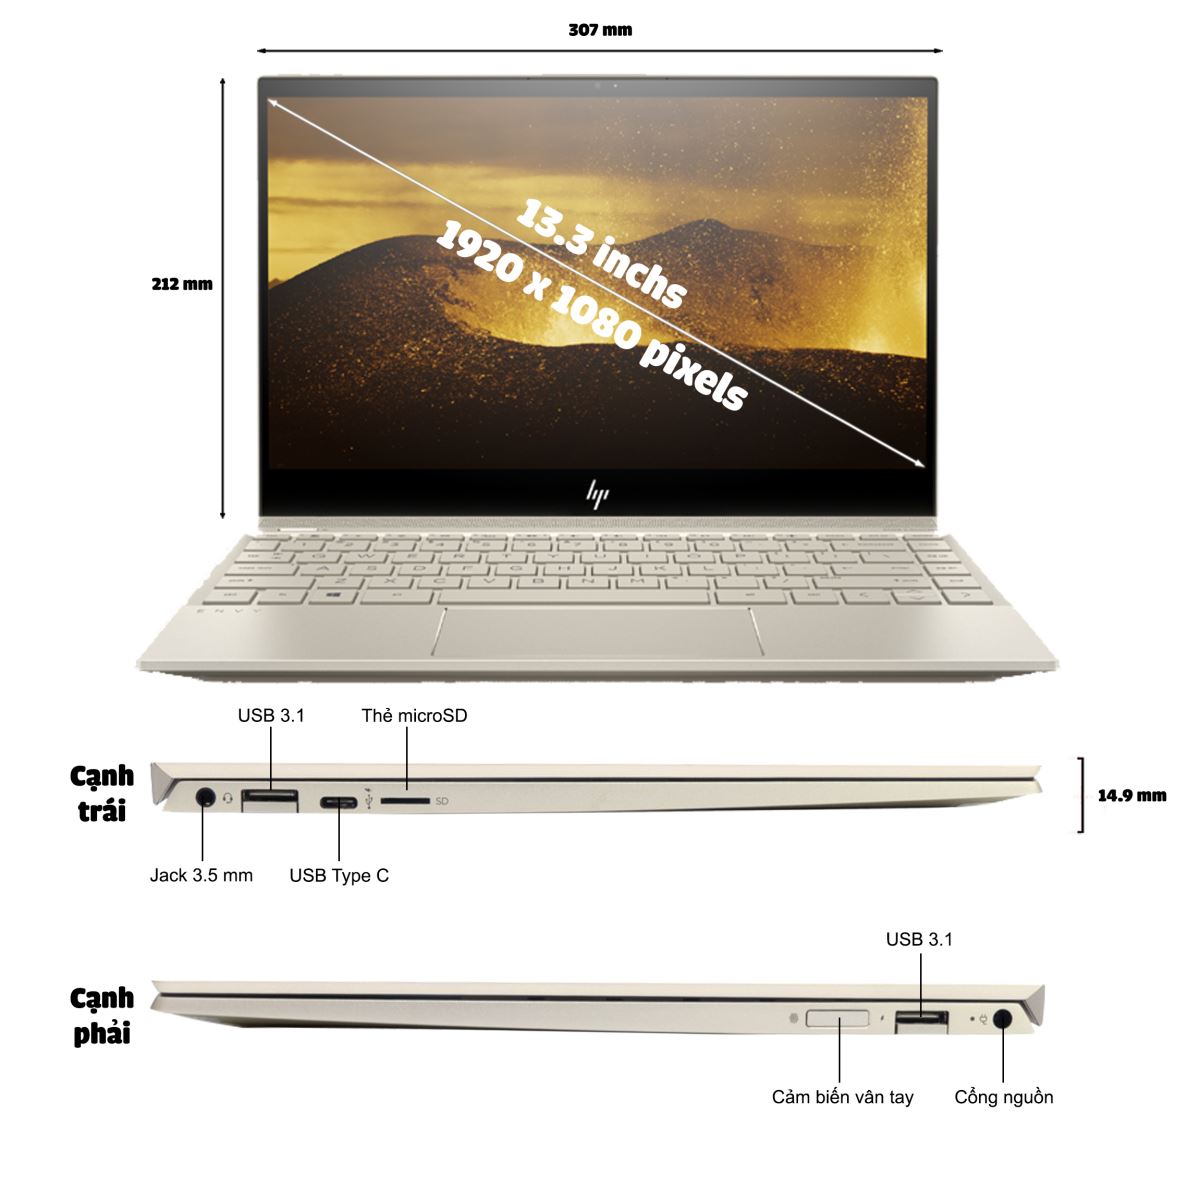 307 mm
212 mm
13.3 inchs
1920 x 1080 pixels
hp
ENVY
USB 3.1
Thẻ microSD
Cạnh
trái
SD
14.9 mm
Jack 3.5 mm
USB Type C
USB 3.1
Cạnh
phải
Cảm biến vân tay
Cổng nguồn